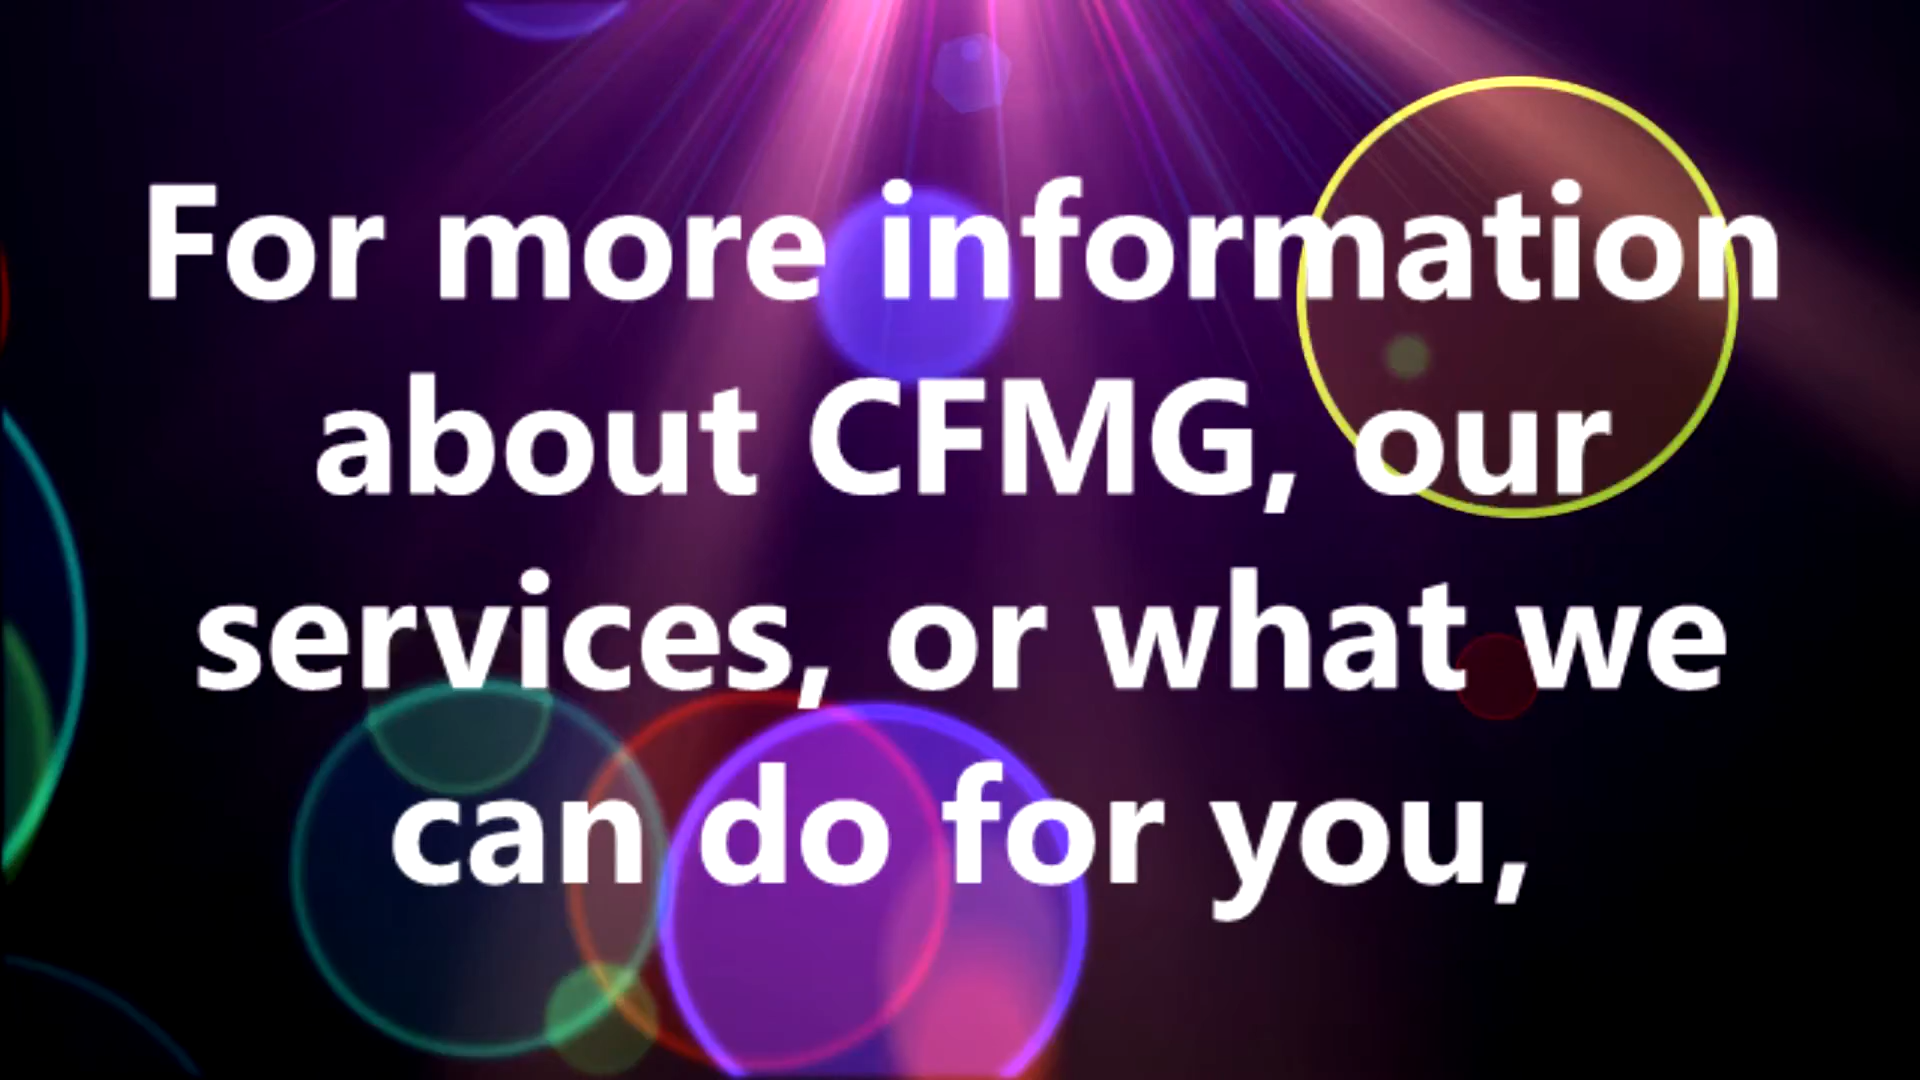 For more information
about CFMG, our
services, or what we
can do for you,